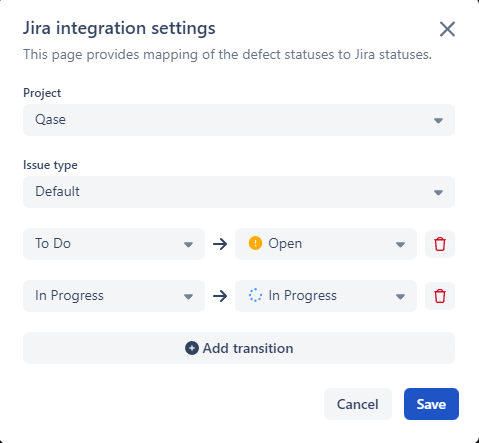 Jira integration settings
This page provides mapping of the defect statuses to Jira statuses.
Project
Qase
Issue type
Default
To Do Open
In Progress In Progress
Add transition
Cancel Save